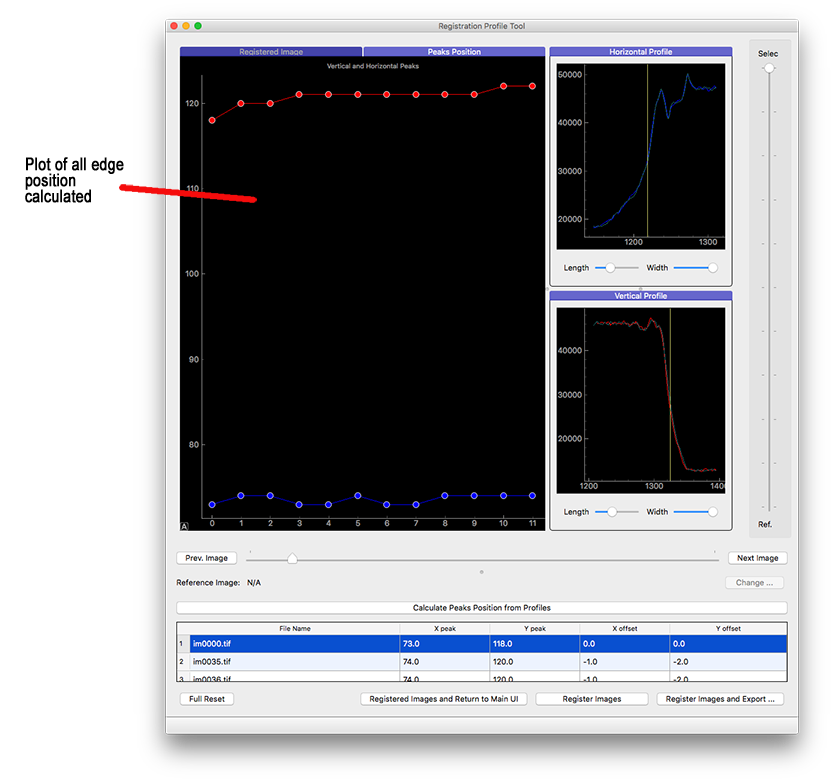 Registration Profile Tool
Registered Image
Peaks Position
Vertical and Horizontal Peaks
120
110
100
90
80
0 1 2 3 4 5 6 7 8 9 10 11
A
Plot of all edge
position
calculated
Horizontal Profile
50000
40000
30000
20000
1200 1300
Length Width
Vertical Profile
40000
30000
20000
1200 1300 1400
Length Width
Selec
Ref.
Prev. Image
Next Image
Reference Image: N/A
Change ...
Calculate Peaks Position from Profiles
File Name X peak Y peak X offset Y offset
1 im0000.tif 73.0 118.0 0.0 0.0
2 im0035.tif 74.0 120.0 -1.0 -2.0
3 im0036.tif 74.0 120.0 -1.0 -2.0
Full Reset
Registered Images and Return to Main UI
Register Images
Register Images and Export ...